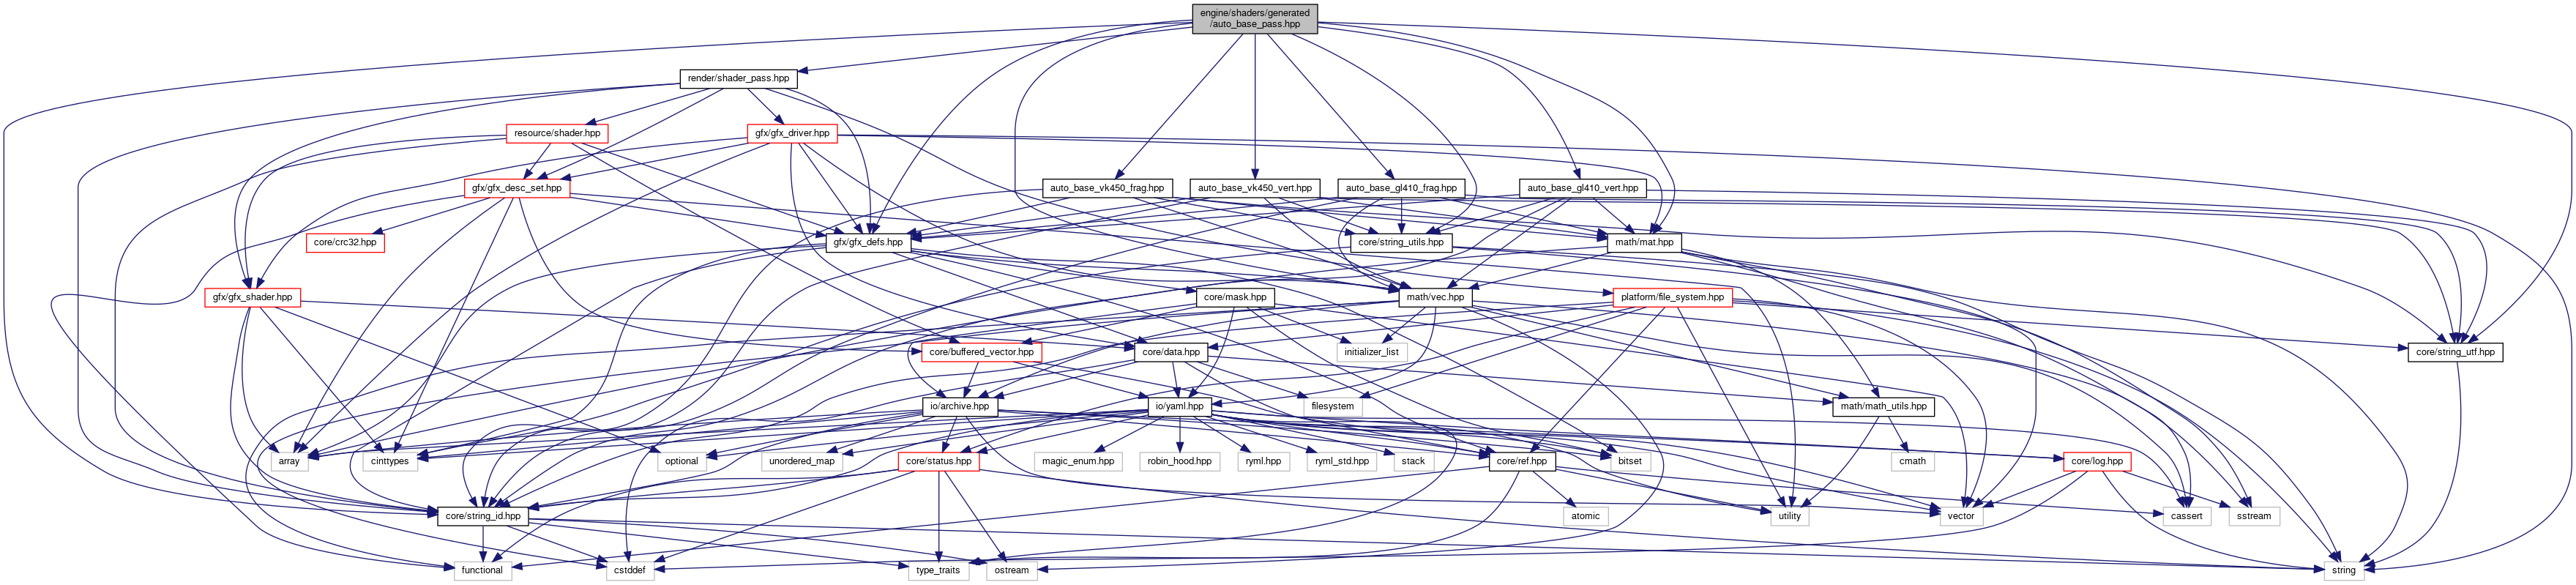 engine/shaders/generated
/auto_base_pass.hpp
render/shader_pass.hpp
resource/shader.hpp
gfx/gfx_driver.hpp
gfx/gfx_desc_set.hpp
auto_base_vk450_frag.hpp
auto_base_vk450_vert.hpp
auto_base_gl410_frag.hpp
auto_base_gl410_vert.hpp
core/crc32.hpp
gfx/gfx_defs.hpp
core/string_utils.hpp
math/mat.hpp
gfx/gfx_shader.hpp
core/mask.hpp
math/vec.hpp
platform/file_system.hpp
core/buffered_vector.hpp
core/data.hpp
initializer_list
core/string_utf.hpp
io/archive.hpp
io/yaml.hpp
filesystem
math/math_utils.hpp
array
cinttypes
optional
unordered_map
core/status.hpp
magic_enum.hpp
robin_hood.hpp
ryml.hpp
ryml_std.hpp
stack
core/ref.hpp
bitset
cmath
core/log.hpp
core/string_id.hpp
atomic
utility
vector
cassert
sstream
functional
cstddef
type_traits
ostream
string